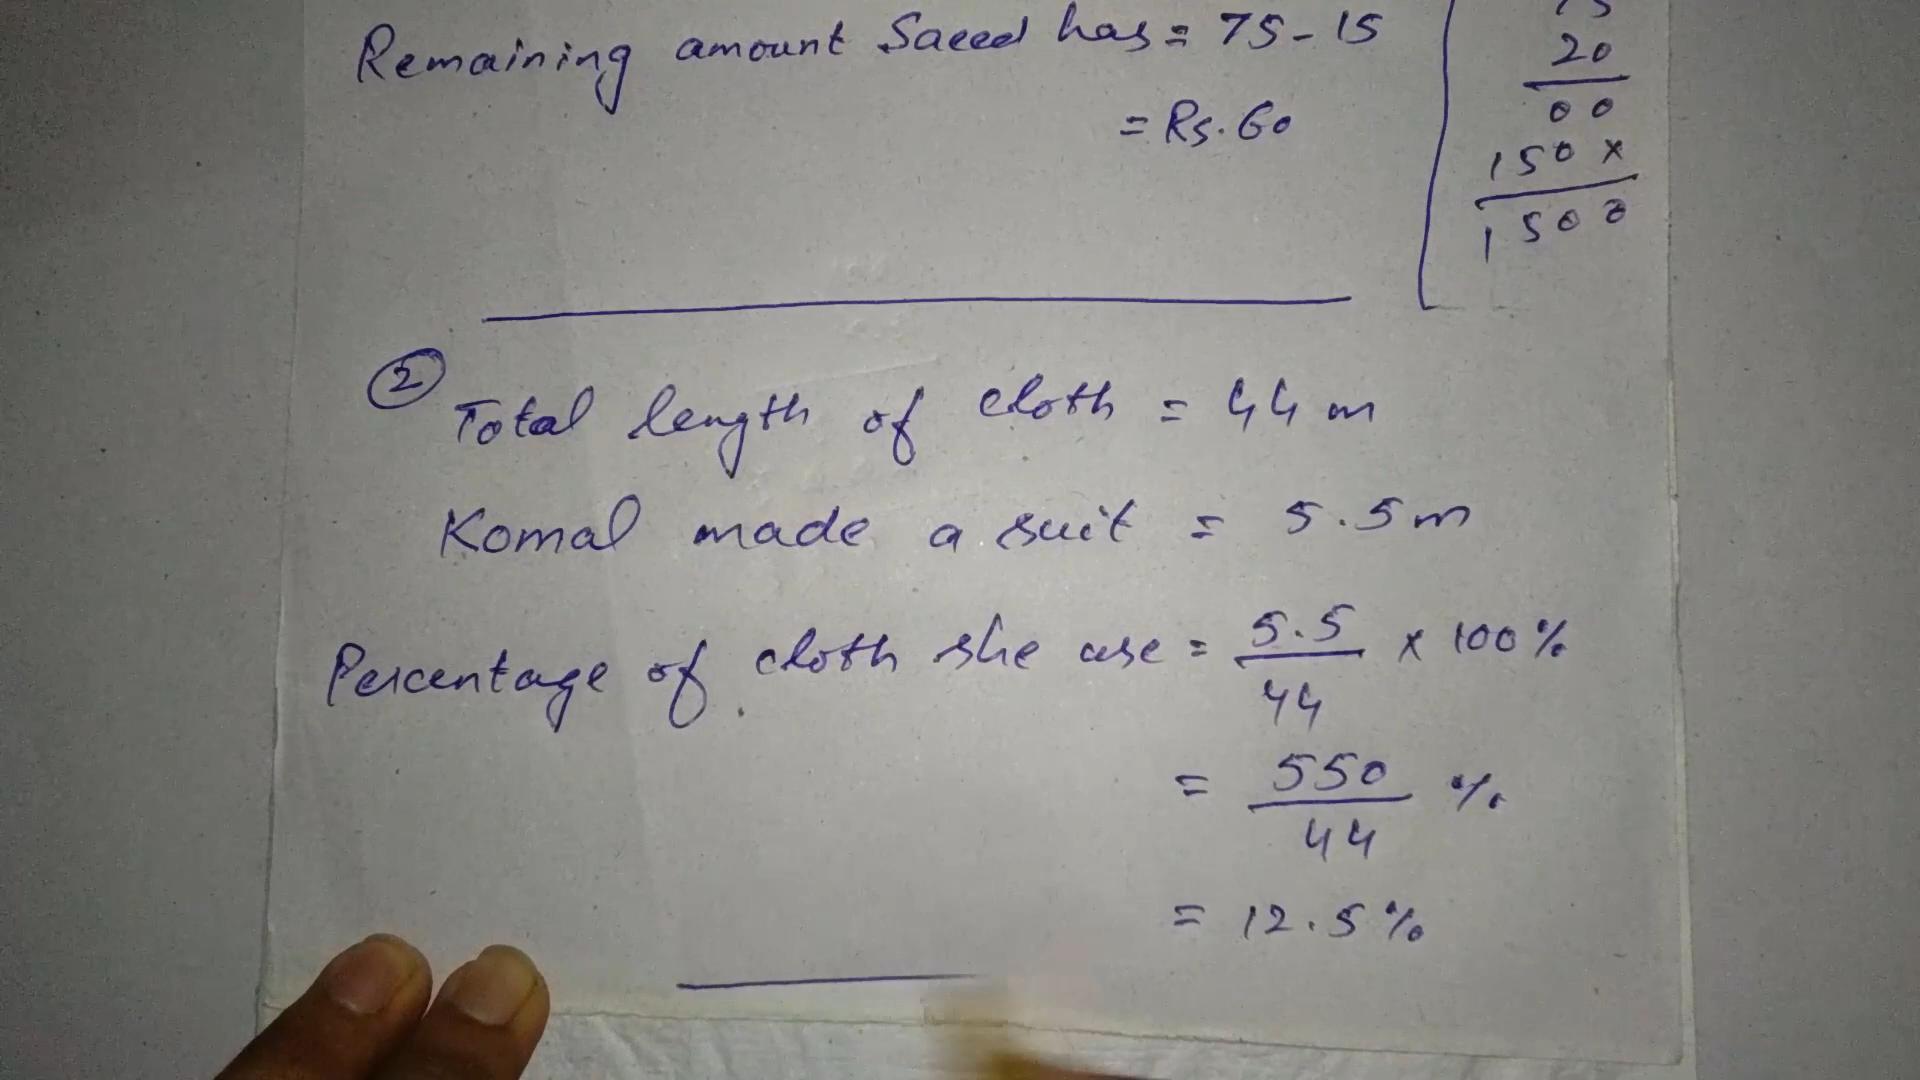 Remaining amount Saeed has = 75 - 15
= Rs. 60
20
00
150 x
1500
②
Total length of cloth = 44 m
Komal made a suit = 5.5 m
Percentage of cloth she use = 5.5 / 44 x 100 %
= 550 / 44 %
= 12.5 %